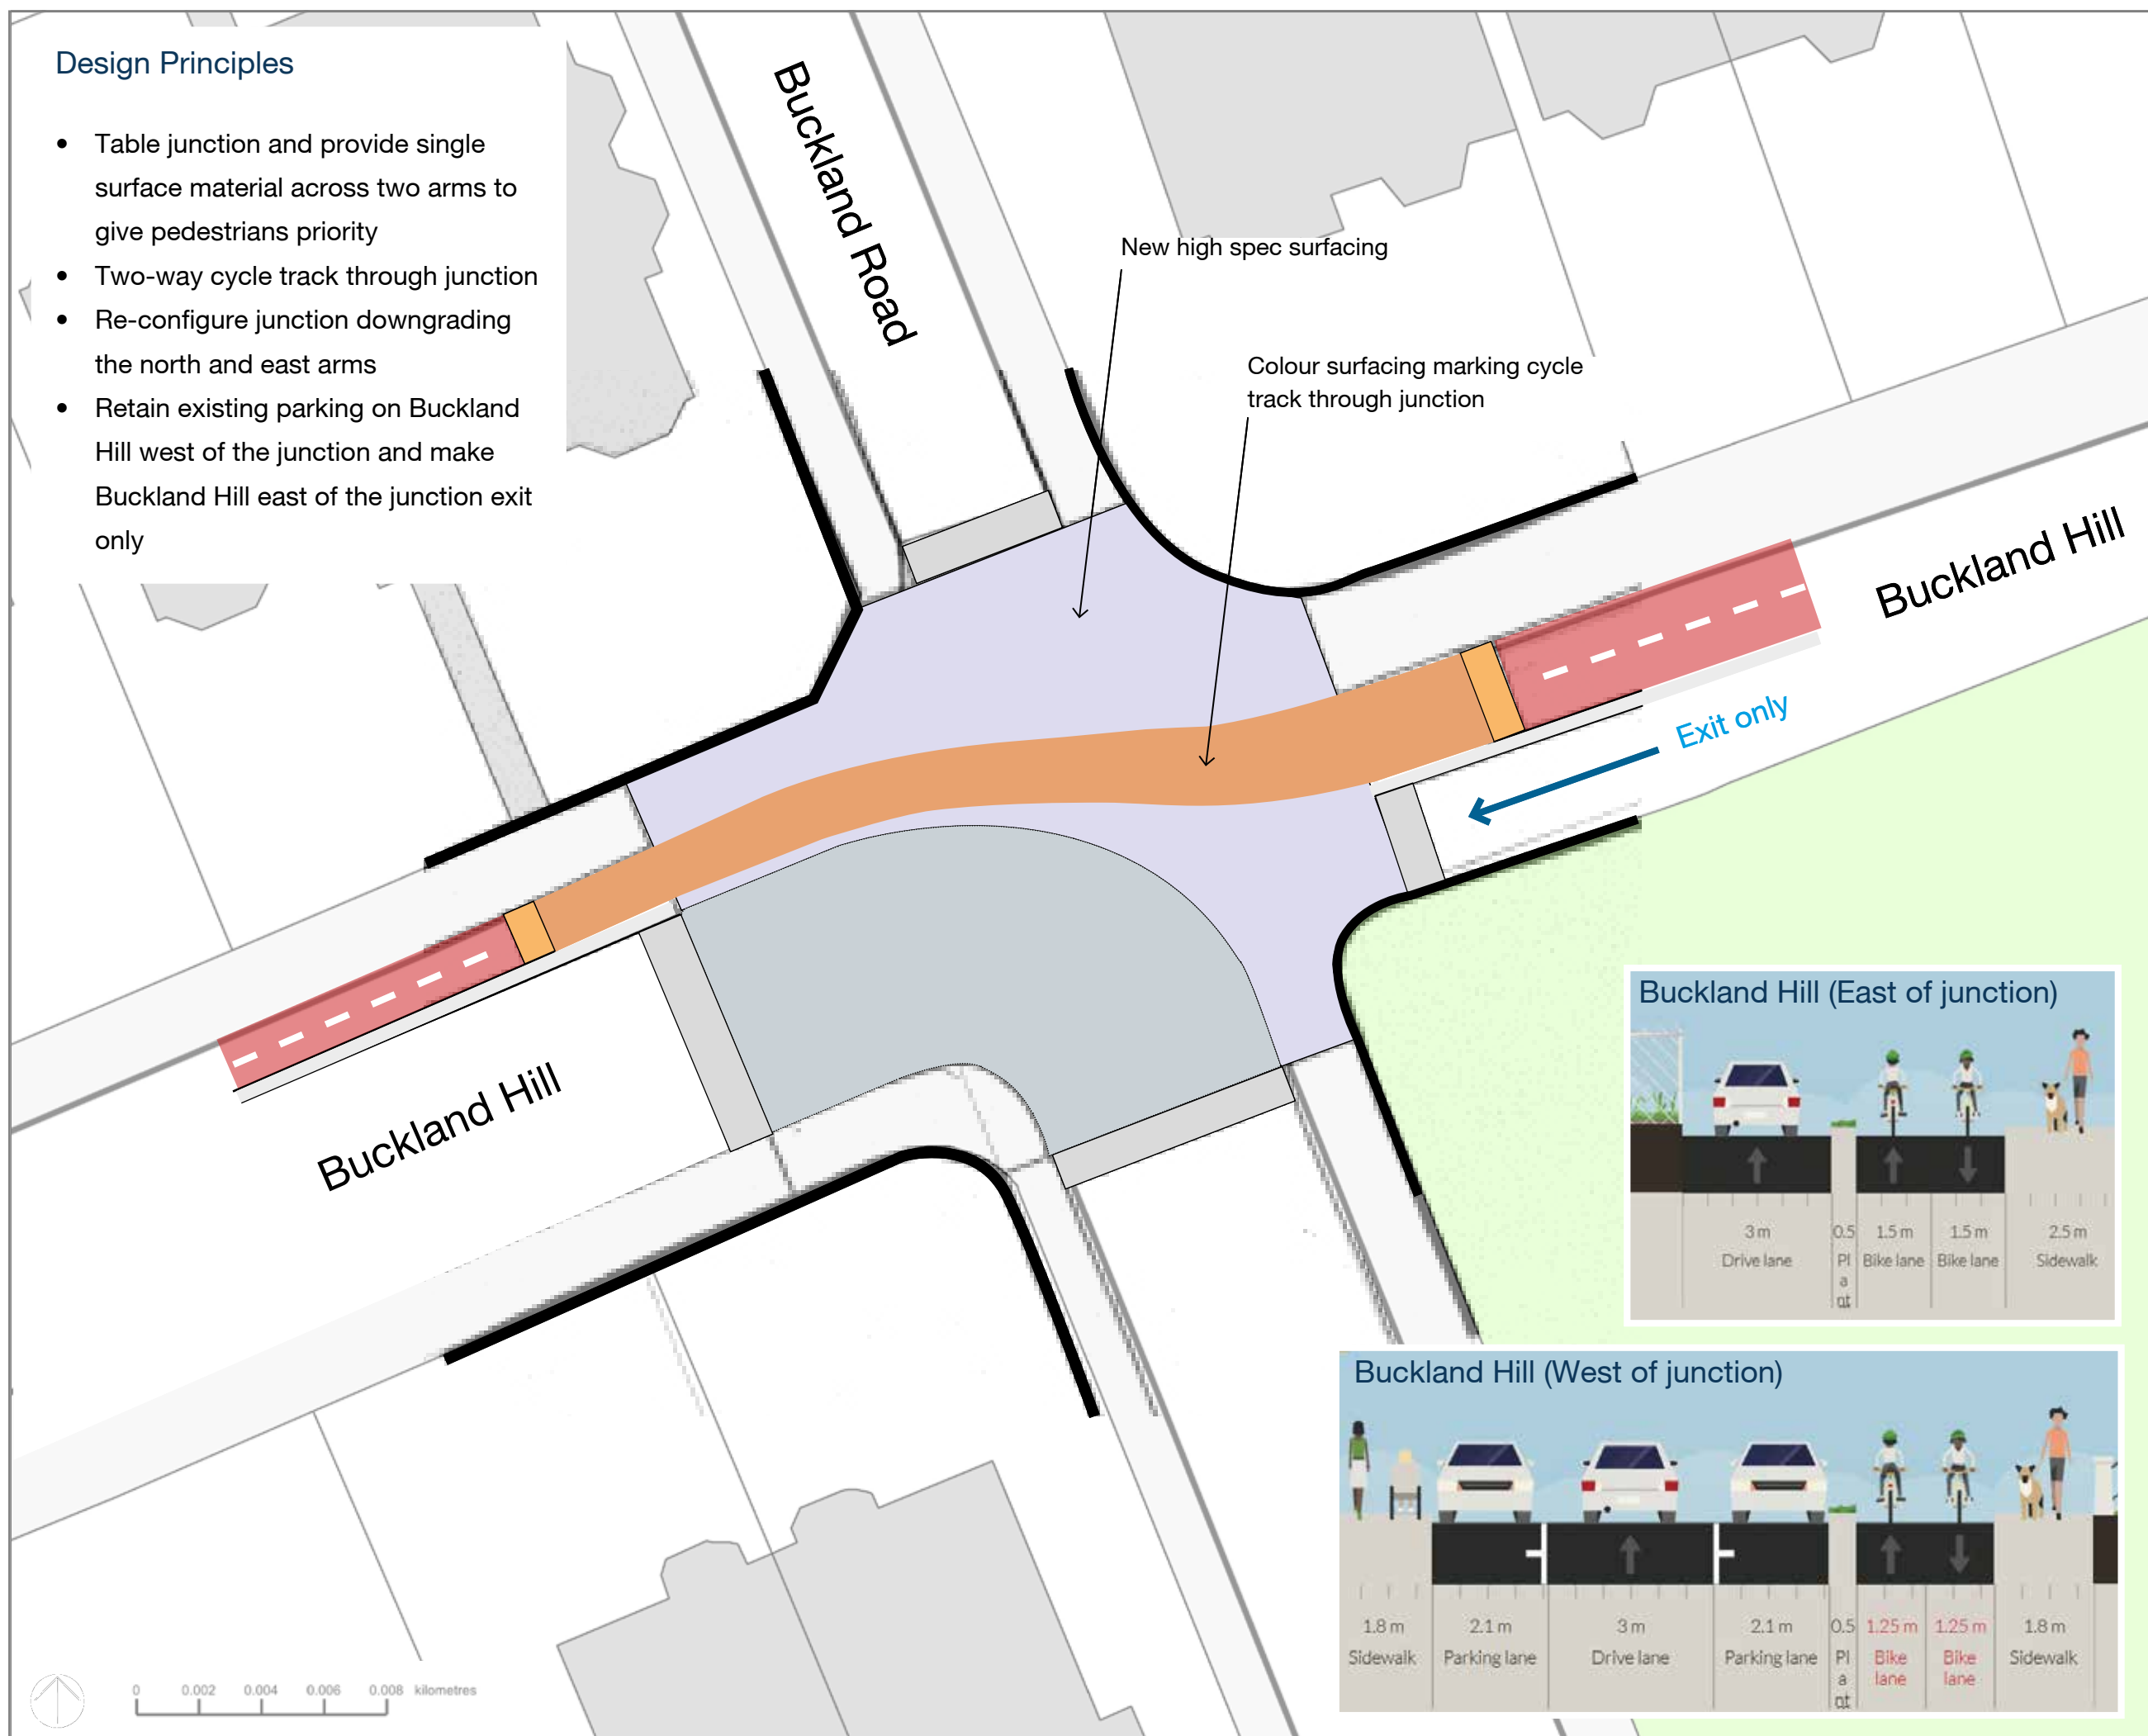 Design Principles
• Table junction and provide single
surface material across two arms to
give pedestrians priority
• Two-way cycle track through junction
• Re-configure junction downgrading
the north and east arms
• Retain existing parking on Buckland
Hill west of the junction and make
Buckland Hill east of the junction exit
only
Buckland Road
New high spec surfacing
Colour surfacing marking cycle
track through junction
Buckland Hill
Exit only
Buckland Hill
Buckland Hill (East of junction)
3 m 0.5 1.5 m 1.5 m 2.5 m
Drive lane Pl Bike lane Bike lane Sidewalk
a
nt
Buckland Hill (West of junction)
1.8 m 2.1 m 3 m 2.1 m 0.5 1.25 m 1.25 m 1.8 m
Sidewalk Parking lane Drive lane Parking lane Pl Bike Bike Sidewalk
a lane lane
nt
0 0.002 0.004 0.006 0.008 kilometres